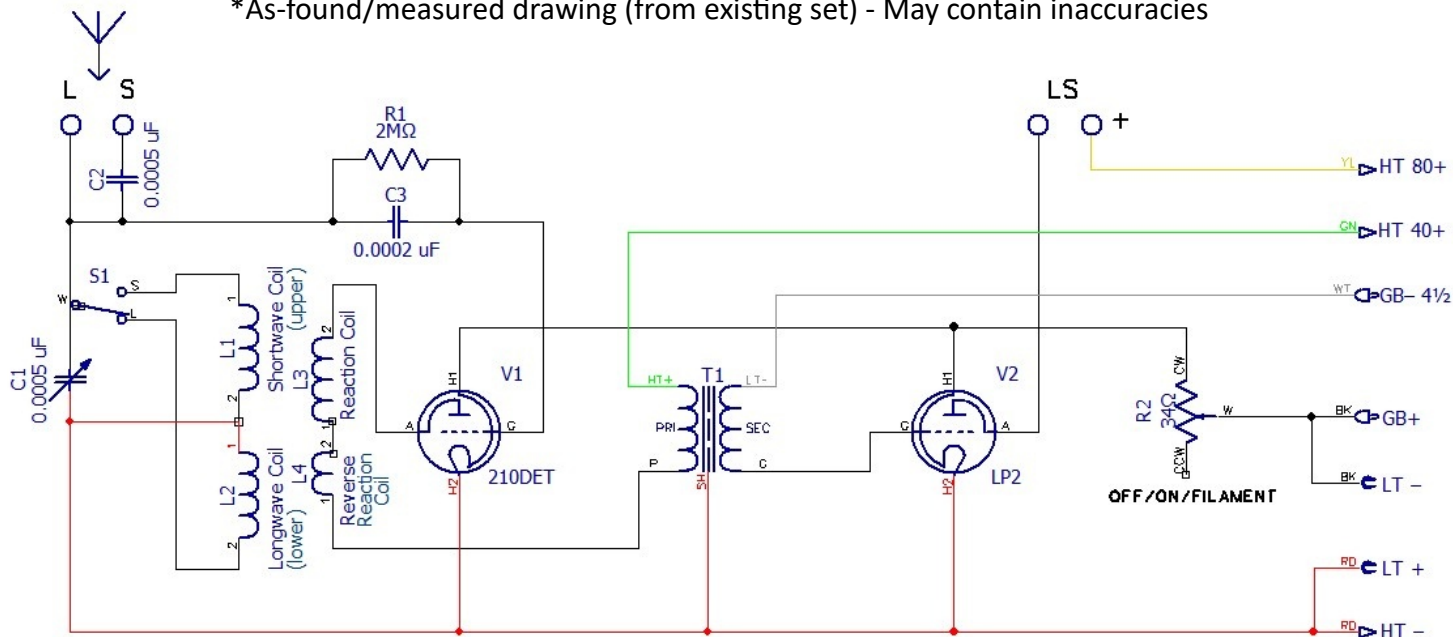 *As-found/measured drawing (from existing set) - May contain inaccuracies
L
S
LS
+
C2
0.0005 uF
R1
2MΩ
C3
0.0002 uF
YL
HT 80+
GN
HT 40+
WT
GB– 4½
S1
W
S
L
C1
0.0005 uF
1
L1
2
Shortwave Coil
(upper)
1
L2
2
Longwave Coil
(lower)
2
L3
1
Reaction Coil
2
L4
1
Reverse
Reaction
Coil
H1
V1
A
G
H2
210DET
HT+
T1
LT-
PRI
SEC
P
G
SH
H1
V2
G
A
H2
LP2
CW
R2
34Ω
W
CCW
OFF/ON/FILAMENT
BK
GB+
BK
LT –
RD
LT +
RD
HT –